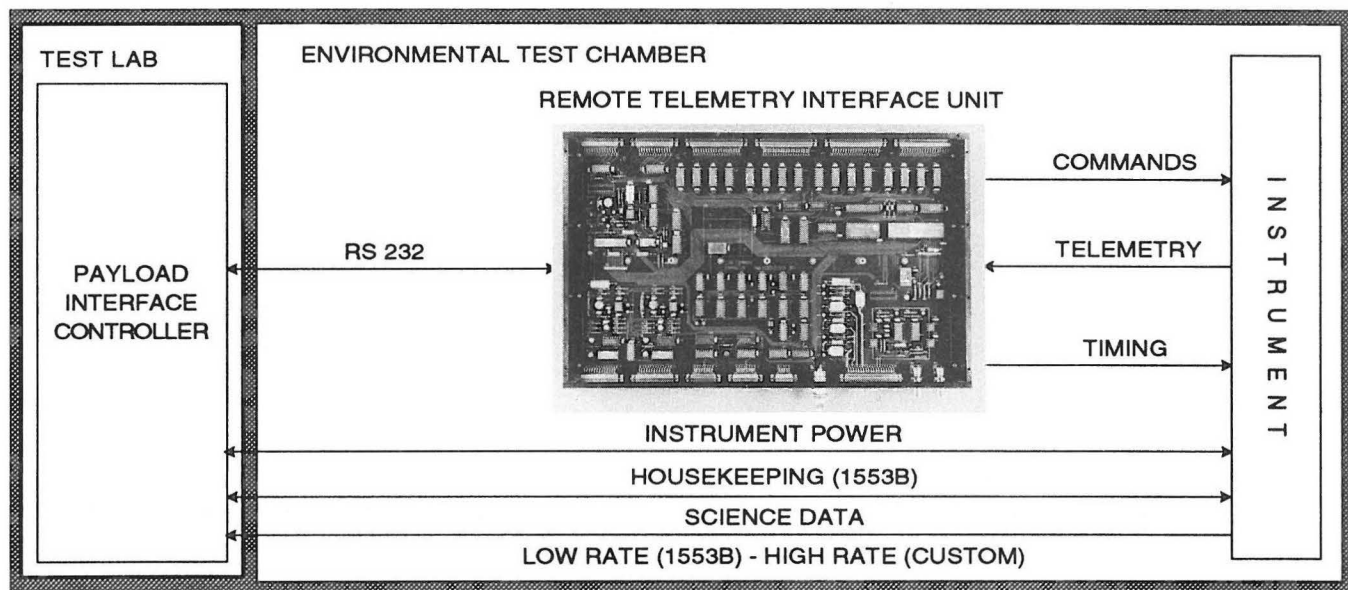 TEST LAB
PAYLOAD
INTERFACE
CONTROLLER
ENVIRONMENTAL TEST CHAMBER
REMOTE TELEMETRY INTERFACE UNIT
RS 232
COMMANDS
TELEMETRY
TIMING
INSTRUMENT
INSTRUMENT POWER
HOUSEKEEPING (1553B)
SCIENCE DATA
LOW RATE (1553B) - HIGH RATE (CUSTOM)